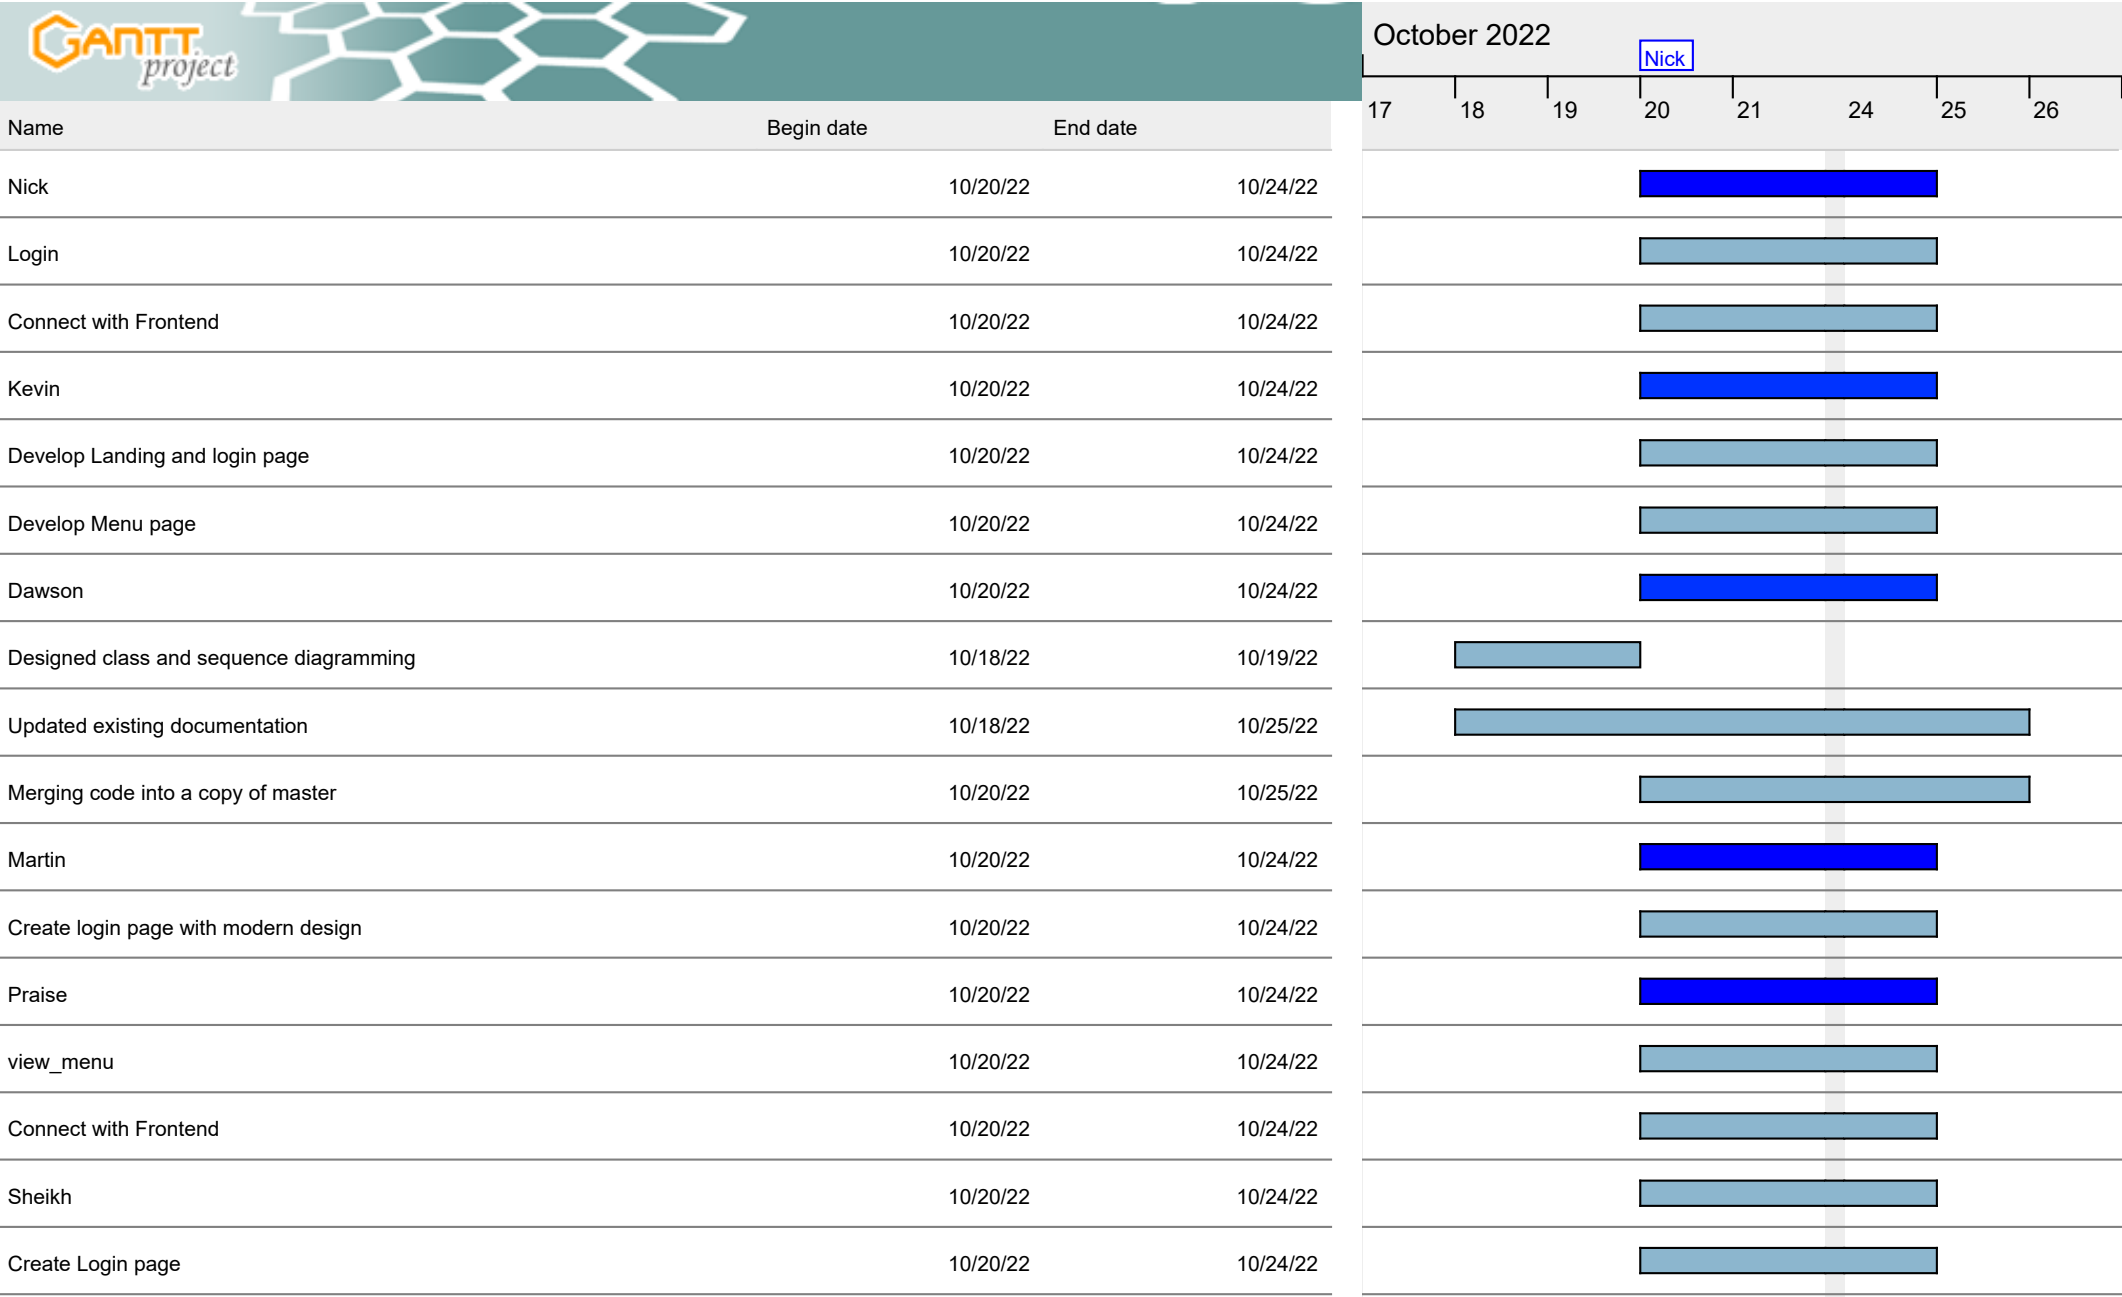 GANTT
project
October 2022
Nick
17 18 19 20 21 24 25 26
Name Begin date End date
Nick 10/20/22 10/24/22
Login 10/20/22 10/24/22
Connect with Frontend 10/20/22 10/24/22
Kevin 10/20/22 10/24/22
Develop Landing and login page 10/20/22 10/24/22
Develop Menu page 10/20/22 10/24/22
Dawson 10/20/22 10/24/22
Designed class and sequence diagramming 10/18/22 10/19/22
Updated existing documentation 10/18/22 10/25/22
Merging code into a copy of master 10/20/22 10/25/22
Martin 10/20/22 10/24/22
Create login page with modern design 10/20/22 10/24/22
Praise 10/20/22 10/24/22
view_menu 10/20/22 10/24/22
Connect with Frontend 10/20/22 10/24/22
Sheikh 10/20/22 10/24/22
Create Login page 10/20/22 10/24/22